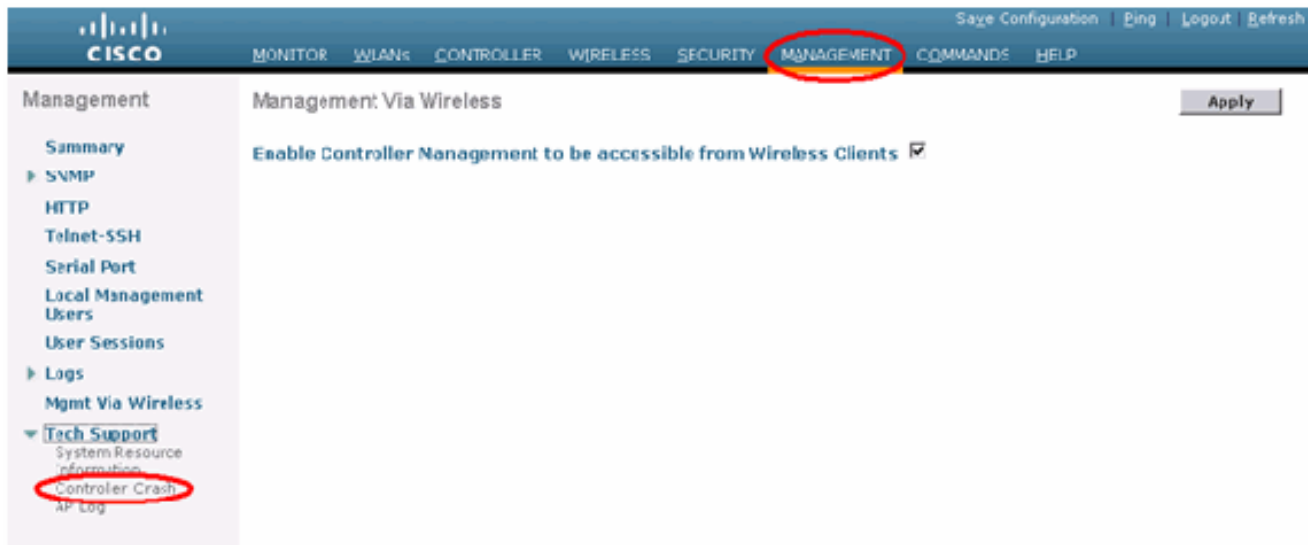 Save Configuration | Ping | Logout | Refresh
CISCO
MONITOR WLANs CONTROLLER WIRELESS SECURITY MANAGEMENT COMMANDS HELP
Management
Summary
SNMP
HTTP
Telnet-SSH
Serial Port
Local Management
Users
User Sessions
Logs
Mgmt Via Wireless
Tech Support
System Resource
Information
Controller Crash
AP Log
Management Via Wireless
Apply
Enable Controller Management to be accessible from Wireless Clients